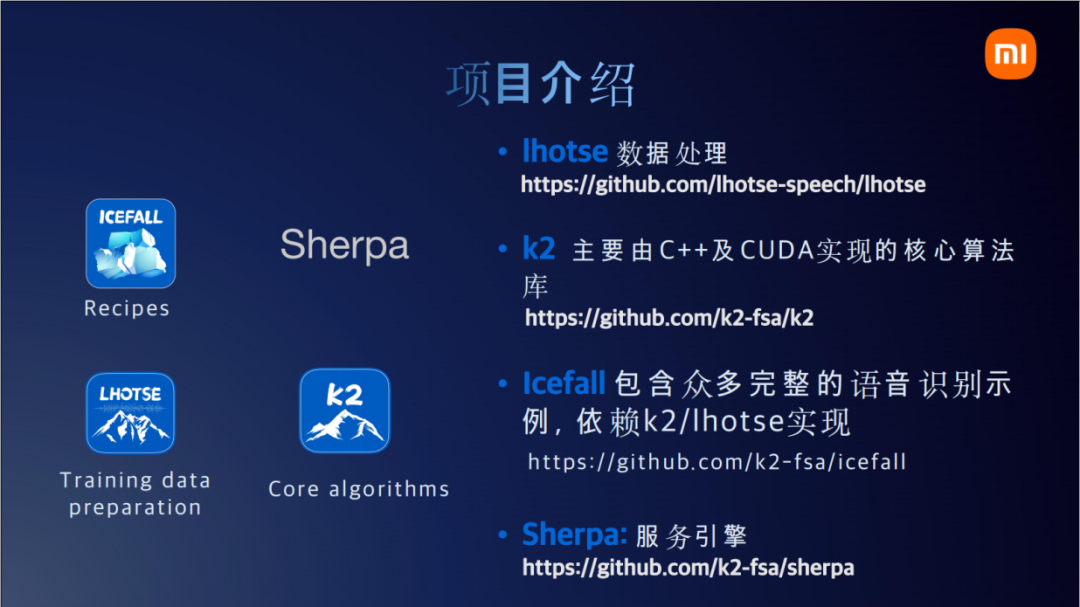 mi
项目介绍
ICEFALL
Recipes
Sherpa
LHOTSE
Training data
preparation
K2
Core algorithms
• lhotse 数据处理
https://github.com/lhotse-speech/lhotse
• k2 主要由C++及CUDA实现的核心算法
库
https://github.com/k2-fsa/k2
• Icefall 包含众多完整的语音识别示
例, 依赖k2/lhotse实现
https://github.com/k2-fsa/icefall
• Sherpa: 服务引擎
https://github.com/k2-fsa/sherpa